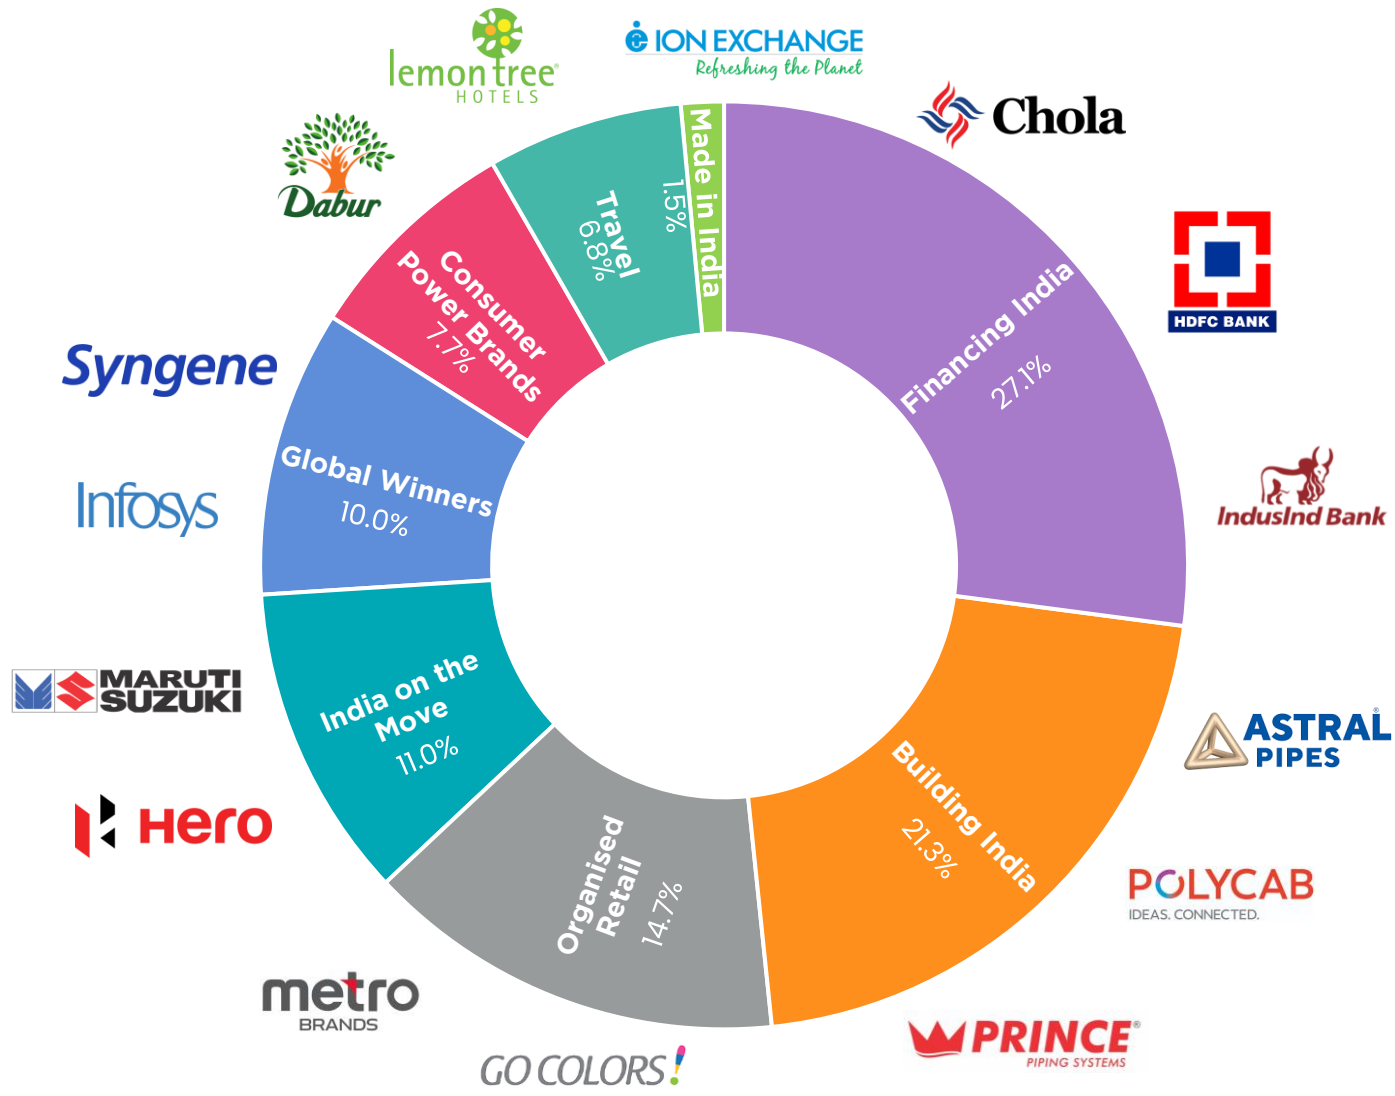 lemon tree®
HOTELS
ION EXCHANGE
Refreshing the Planet
Chola
Dabur
HDFC BANK
Syngene
Infosys
IndusInd Bank
MARUTI
SUZUKI
ASTRAL®
PIPES
Hero
POLYCAB
IDEAS. CONNECTED.
metro
BRANDS
GO COLORS!
PRINCE®
PIPING SYSTEMS
Financing India
27.1%
Building India
21.3%
Organised
Retail
14.7%
India on the
Move
11.0%
Global Winners
10.0%
Consumer
Power Brands
7.7%
Travel
6.8%
Made in India
1.5%